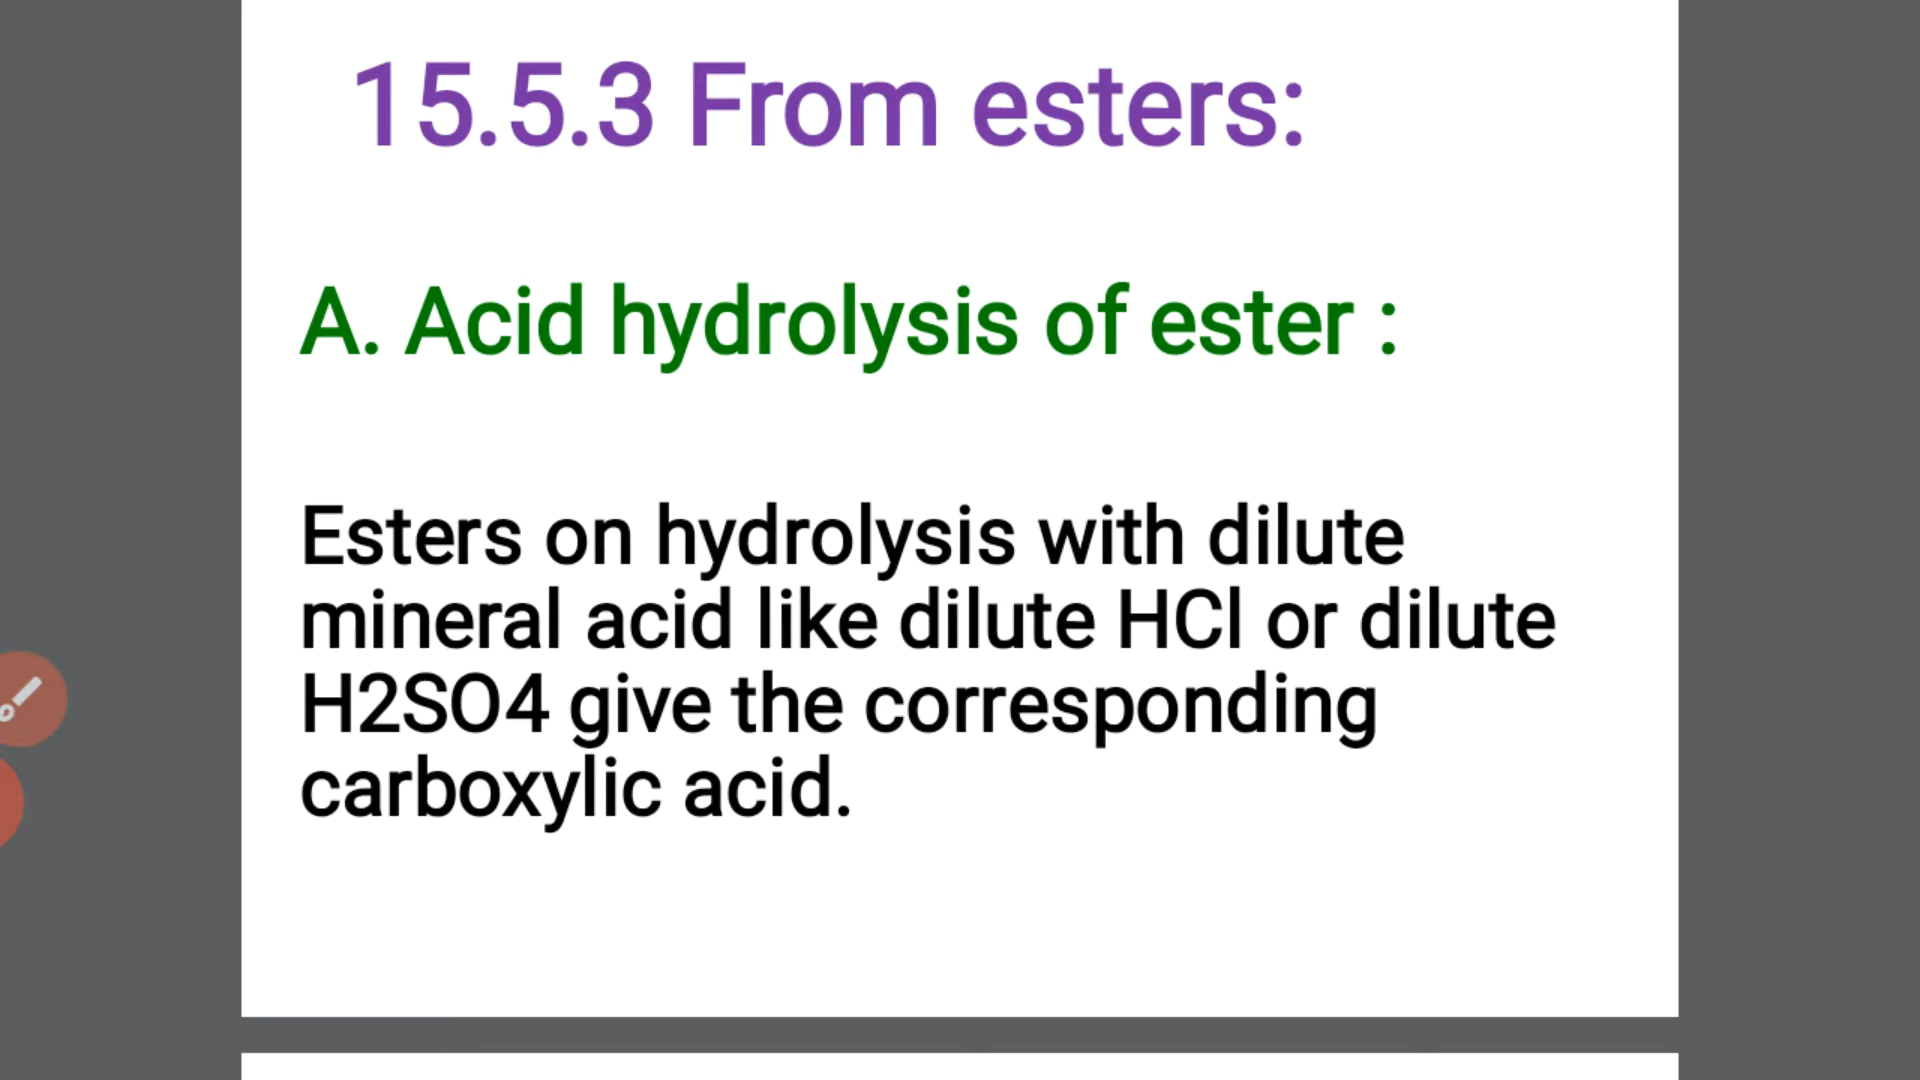 15.5.3 From esters:
A. Acid hydrolysis of ester :
Esters on hydrolysis with dilute
mineral acid like dilute HCl or dilute
H2SO4 give the corresponding
carboxylic acid.